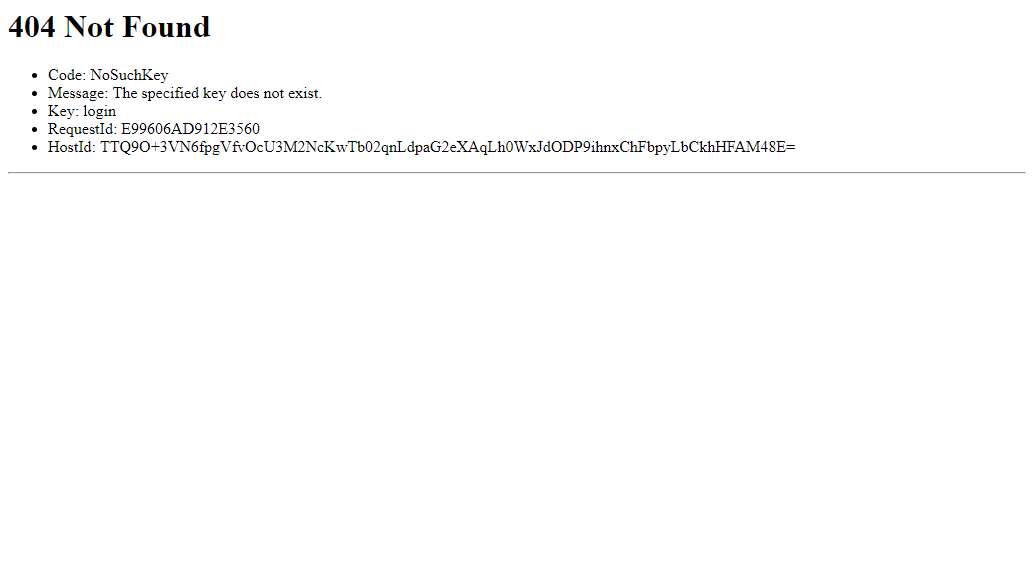 404 Not Found
Code: NoSuchKey
Message: The specified key does not exist.
Key: login
RequestId: E99606AD912E3560
HostId: TTQ9O+3VN6fpgVfvOcU3M2NcKwTb02qnLdpaG2eXAqLh0WxJdODP9ihnxChFbpyLbCkhHFAM48E=